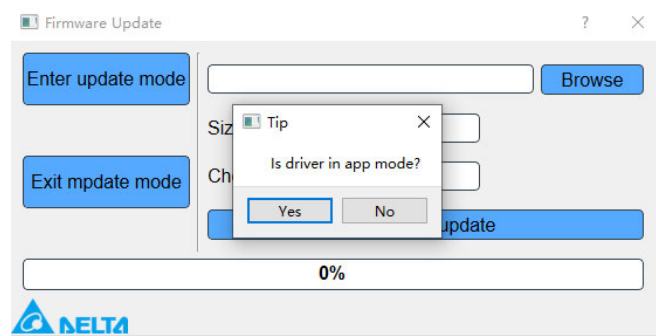 Firmware Update
?
Enter update mode
Browse
Siz
Tip
Is driver in app mode?
Exit mpdate mode
Ch
Yes
No
update
0%
DELTA